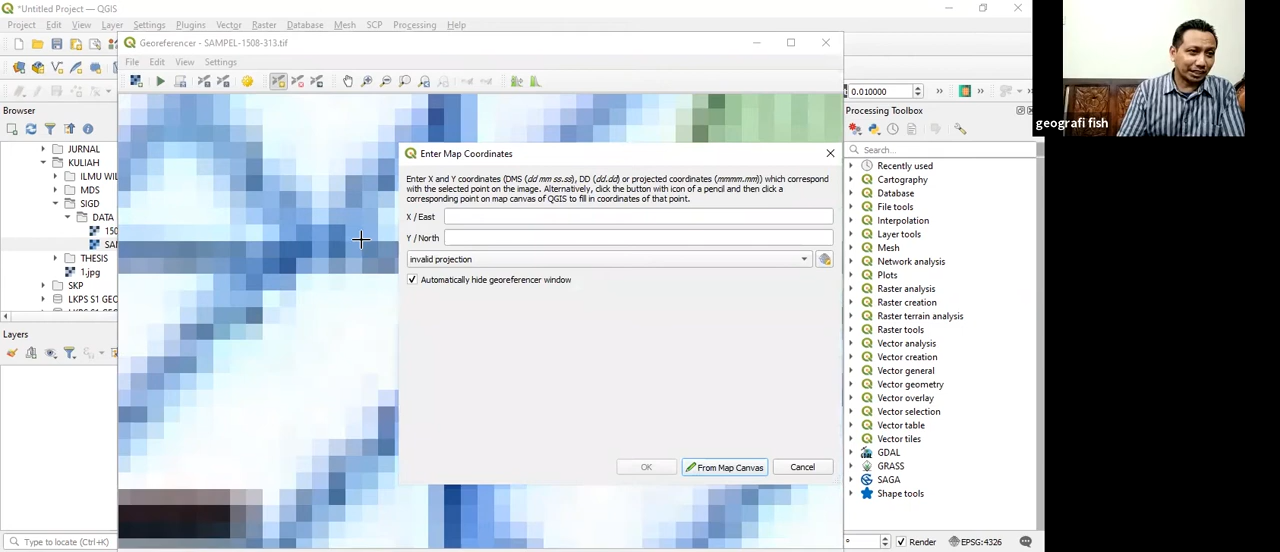 *Untitled Project — QGIS
Project Edit View Layer Settings Plugins Vector Raster Database Mesh SCP Processing Help
Georeferencer - SAMPEL-1508-313.tif
File Edit View Settings
0.010000
Browser
JURNAL
KULIAH
ILMU WIL
MDS
SIGD
DATA
150
SAM
THESIS
1.jpg
SKP
LKPS S1 GEO
Layers
Enter Map Coordinates
Enter X and Y coordinates (DMS (dd mm ss.ss), DD (dd.dd) or projected coordinates (mmmm.mm)) which correspond
with the selected point on the image. Alternatively, click the button with icon of a pencil and then click a
corresponding point on map canvas of QGIS to fill in coordinates of that point.
X / East
Y / North
invalid projection
Automatically hide georeferencer window
OK From Map Canvas Cancel
Processing Toolbox
Search...
Recently used
Cartography
Database
File tools
Interpolation
Layer tools
Mesh
Network analysis
Plots
Raster analysis
Raster creation
Raster terrain analysis
Raster tools
Vector analysis
Vector creation
Vector general
Vector geometry
Vector overlay
Vector selection
Vector table
Vector tiles
GDAL
GRASS
SAGA
Shape tools
Type to locate (Ctrl+K)
° Render EPSG:4326
geografi fish